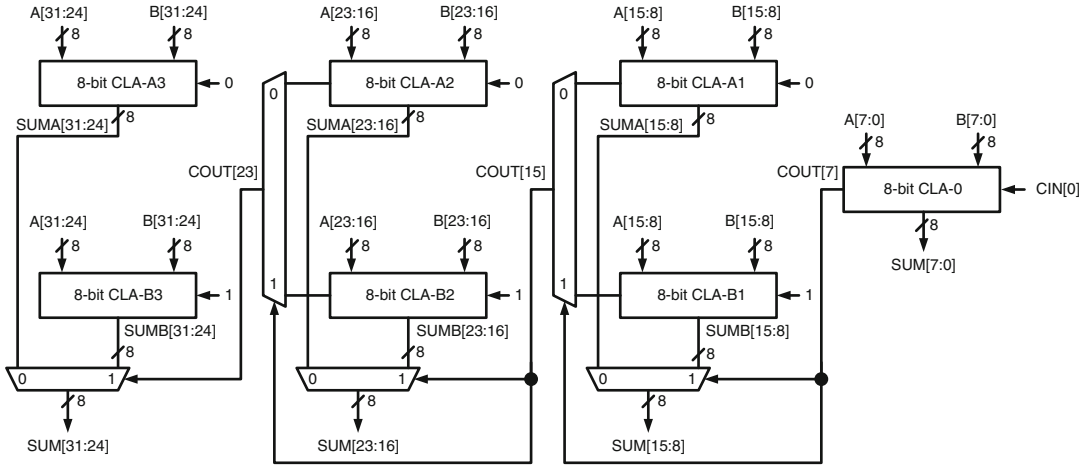 A[31:24] B[31:24] A[23:16] B[23:16] A[15:8] B[15:8]
8 8 8 8 8 8
8-bit CLA-A3 0 8-bit CLA-A2 0 8-bit CLA-A1 0
0 0
SUMA[31:24] 8 SUMA[23:16] 8 SUMA[15:8] 8
A[7:0] B[7:0]
8 8
COUT[23] COUT[15] COUT[7]
8-bit CLA-0 CIN[0]
8
SUM[7:0]
A[31:24] B[31:24] A[23:16] B[23:16] A[15:8] B[15:8]
8 8 8 8 8 8
1 1
8-bit CLA-B3 1 8-bit CLA-B2 1 8-bit CLA-B1 1
SUMB[31:24] SUMB[23:16] SUMB[15:8]
8 8 8
0 1 0 1 0 1
8 8 8
SUM[31:24] SUM[23:16] SUM[15:8]